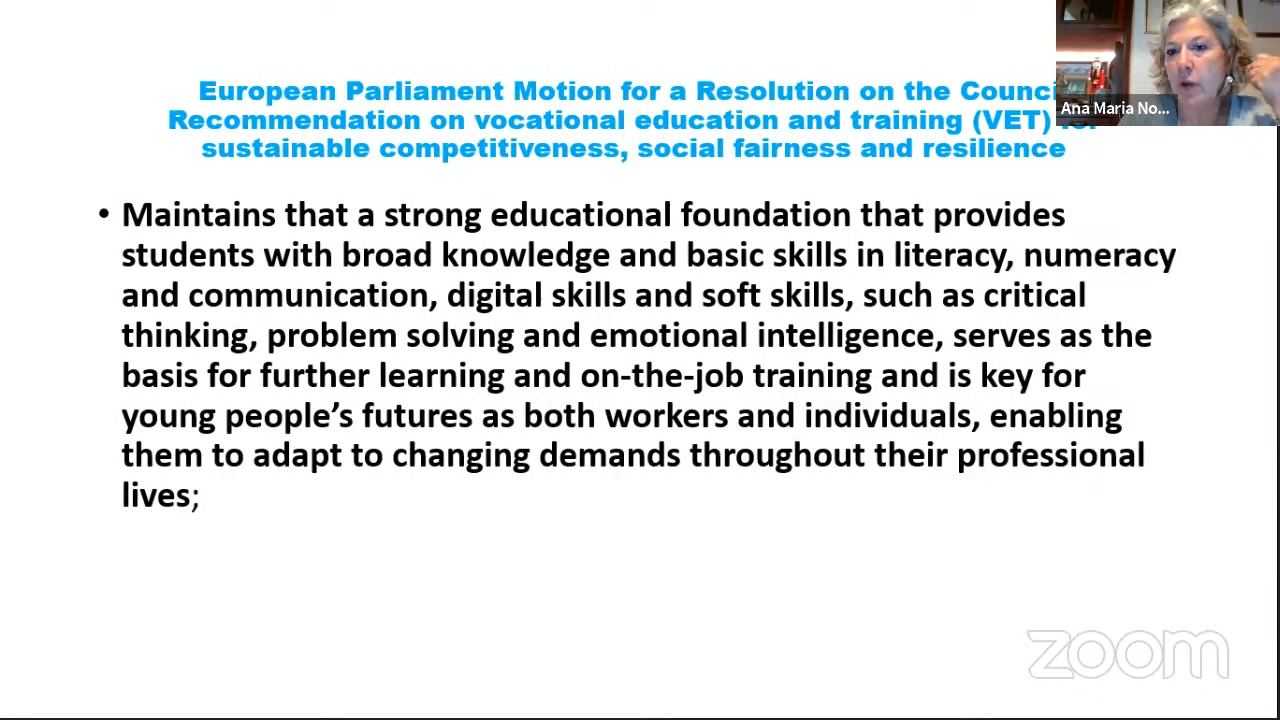 European Parliament Motion for a Resolution on the Counci
Recommendation on vocational education and training (VET)
sustainable competitiveness, social fairness and resilience
Ana Maria No...
• Maintains that a strong educational foundation that provides
students with broad knowledge and basic skills in literacy, numeracy
and communication, digital skills and soft skills, such as critical
thinking, problem solving and emotional intelligence, serves as the
basis for further learning and on-the-job training and is key for
young people’s futures as both workers and individuals, enabling
them to adapt to changing demands throughout their professional
lives;
zoom